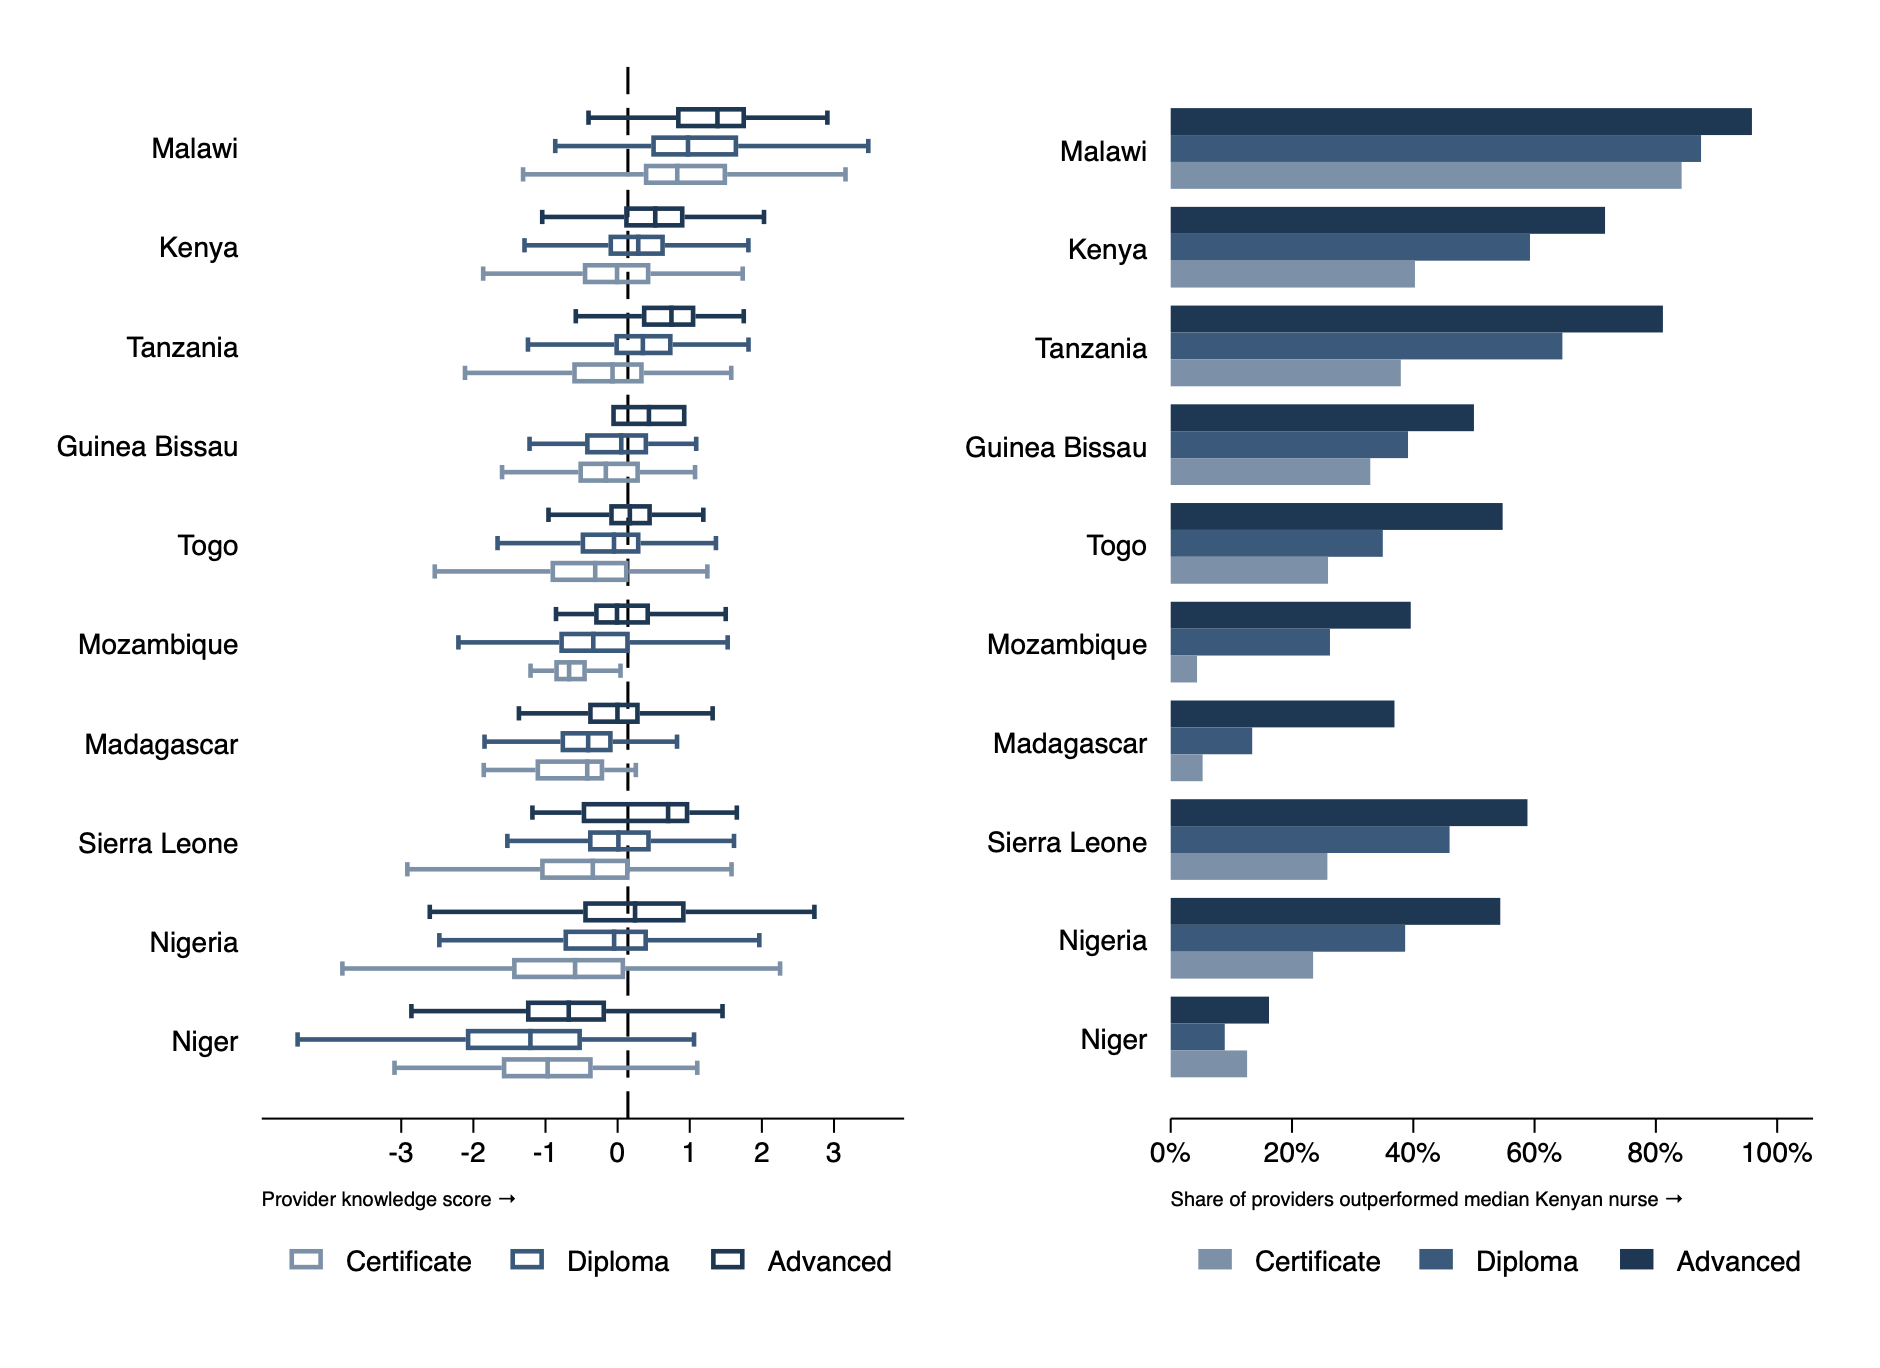 Malawi
Kenya
Tanzania
Guinea Bissau
Togo
Mozambique
Madagascar
Sierra Leone
Nigeria
Niger
-3 -2 -1 0 1 2 3
Provider knowledge score →
Certificate Diploma Advanced
Malawi
Kenya
Tanzania
Guinea Bissau
Togo
Mozambique
Madagascar
Sierra Leone
Nigeria
Niger
0% 20% 40% 60% 80% 100%
Share of providers outperformed median Kenyan nurse →
Certificate Diploma Advanced